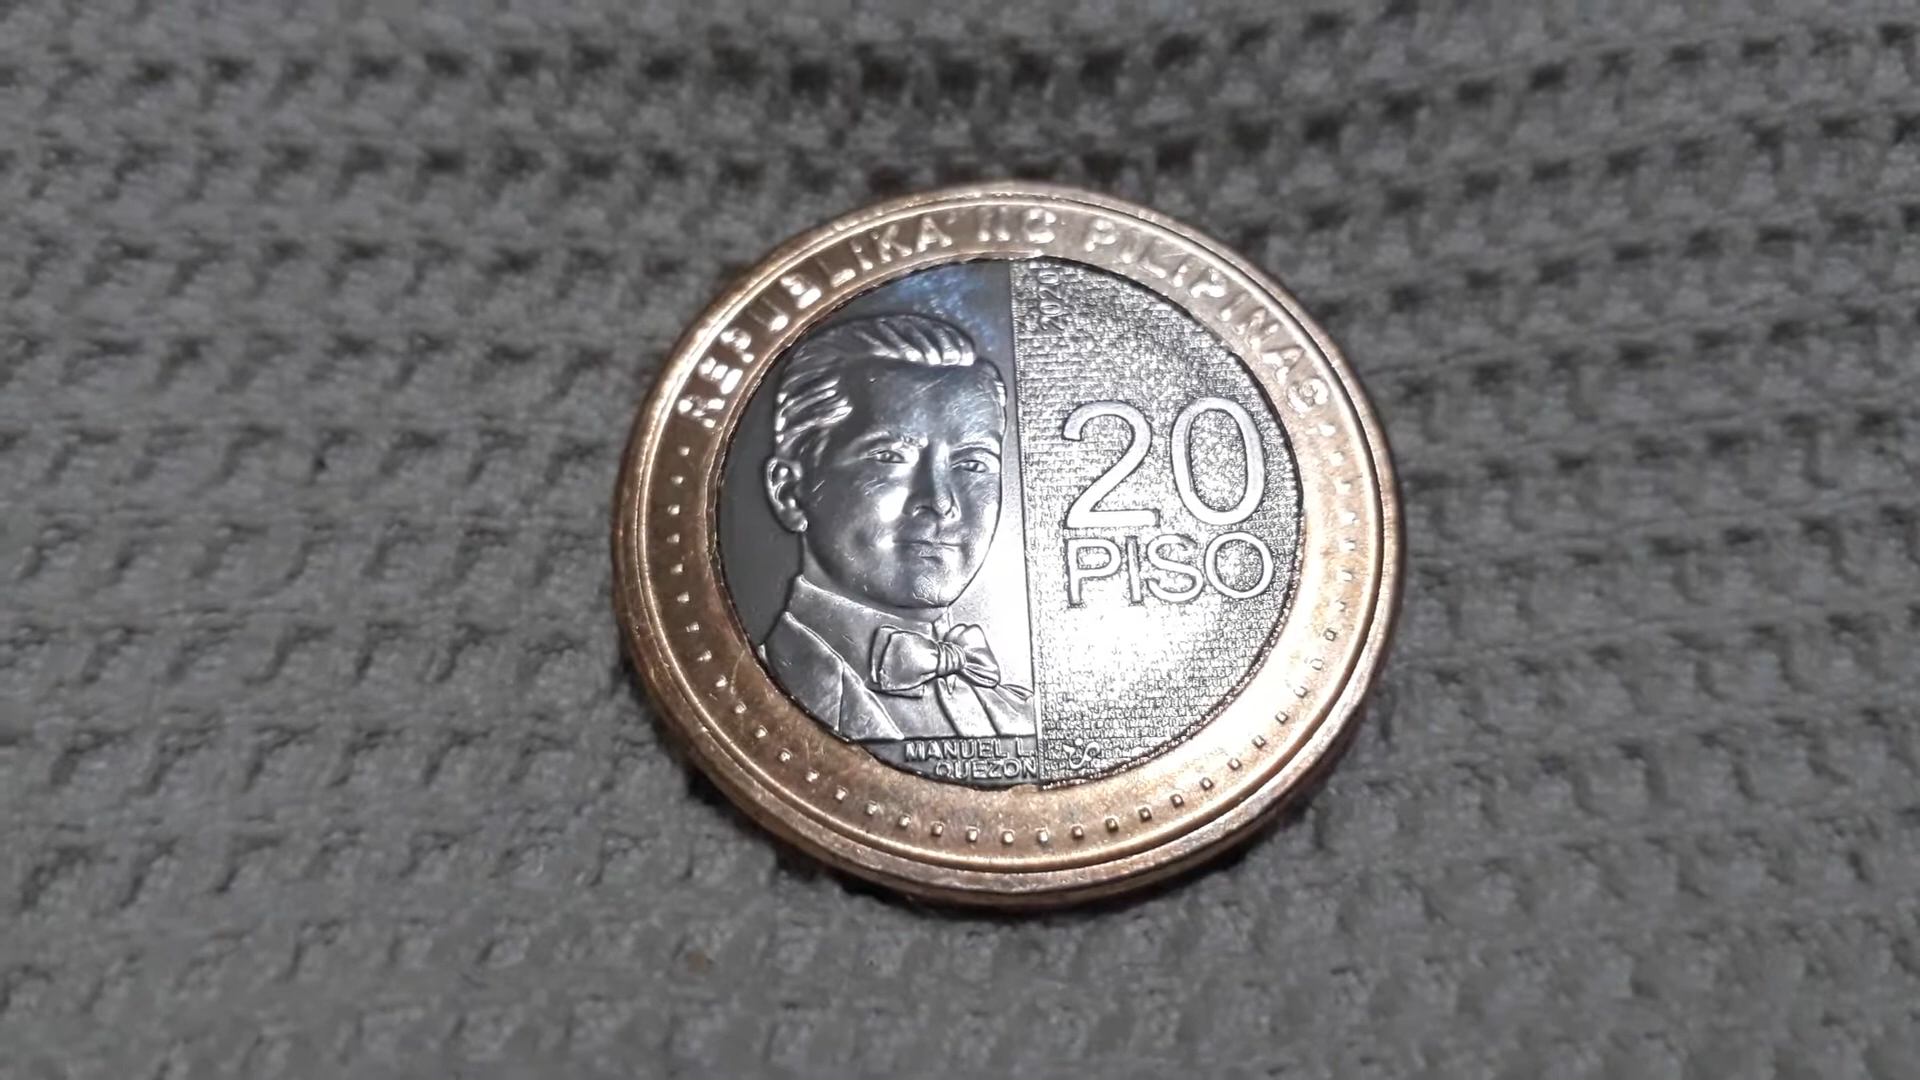 REPUBLIKA NG PILIPINAS
2020
20
PISO
MANUEL L.
QUEZON